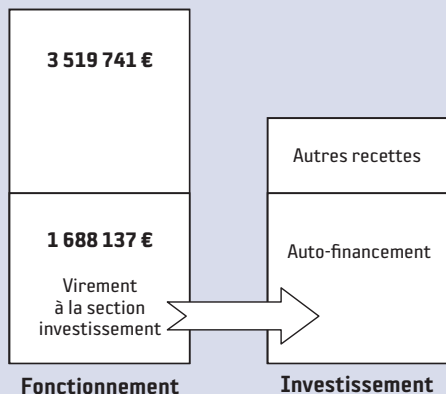 3 519 741 €
1 688 137 €
Virement
à la section
investissement
Fonctionnement
Autres recettes
Auto-financement
Investissement